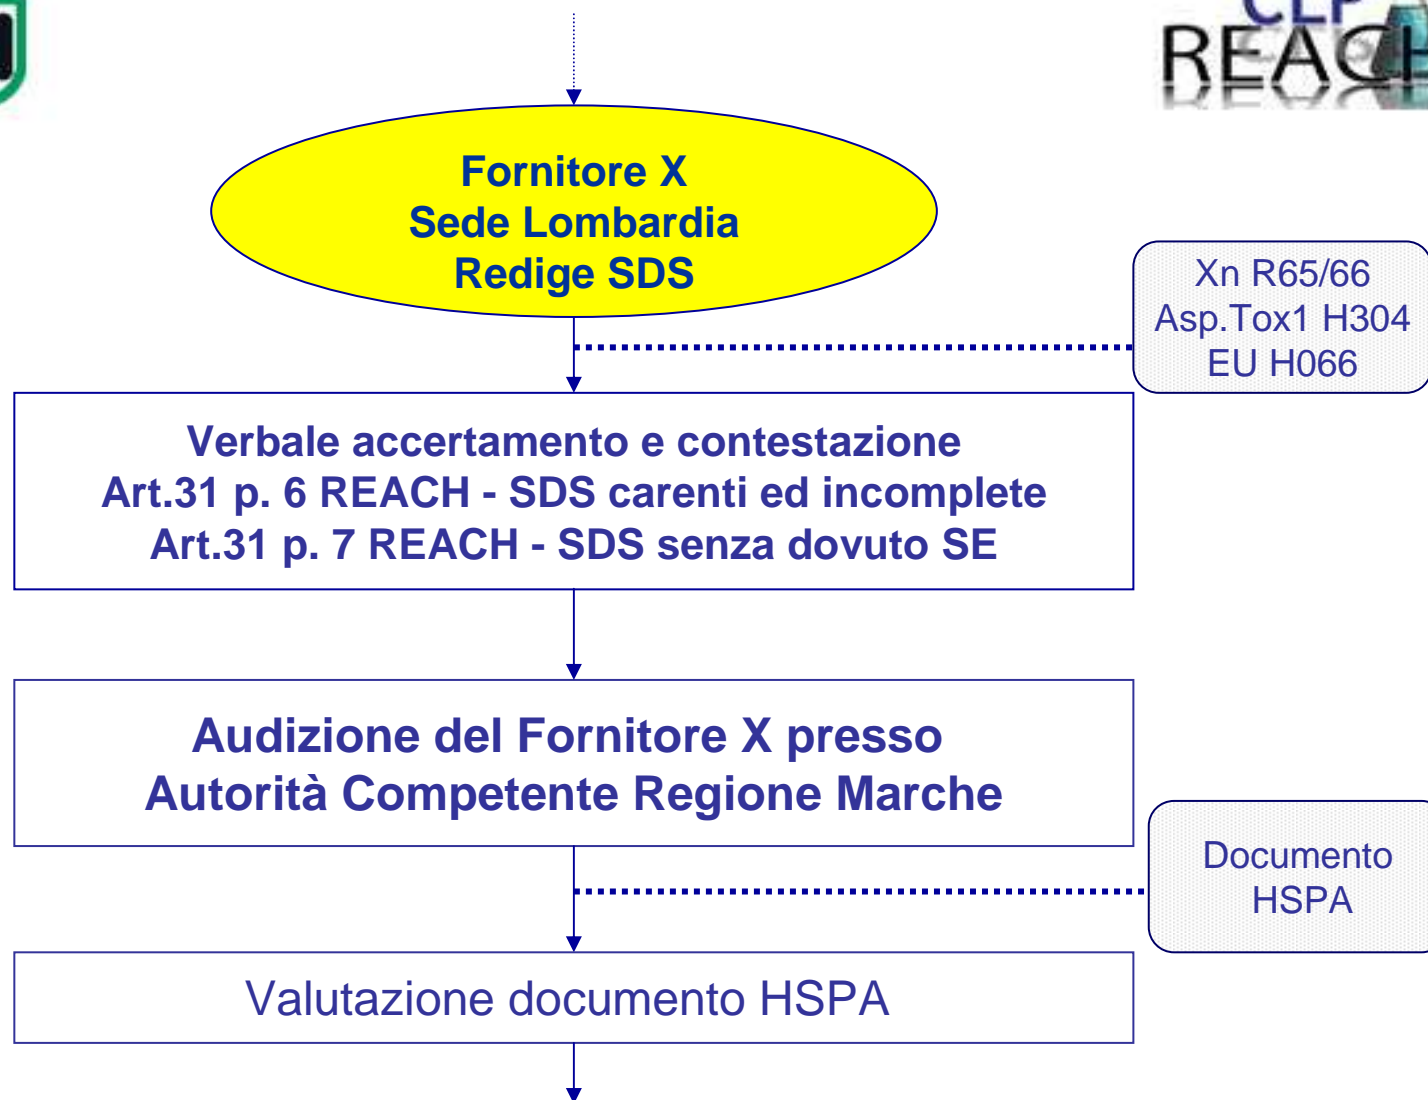 CLP
REACH
Fornitore X
Sede Lombardia
Redige SDS
Xn R65/66
Asp.Tox1 H304
EU H066
Verbale accertamento e contestazione
Art.31 p. 6 REACH - SDS carenti ed incomplete
Art.31 p. 7 REACH - SDS senza dovuto SE
Audizione del Fornitore X presso
Autorità Competente Regione Marche
Documento
HSPA
Valutazione documento HSPA